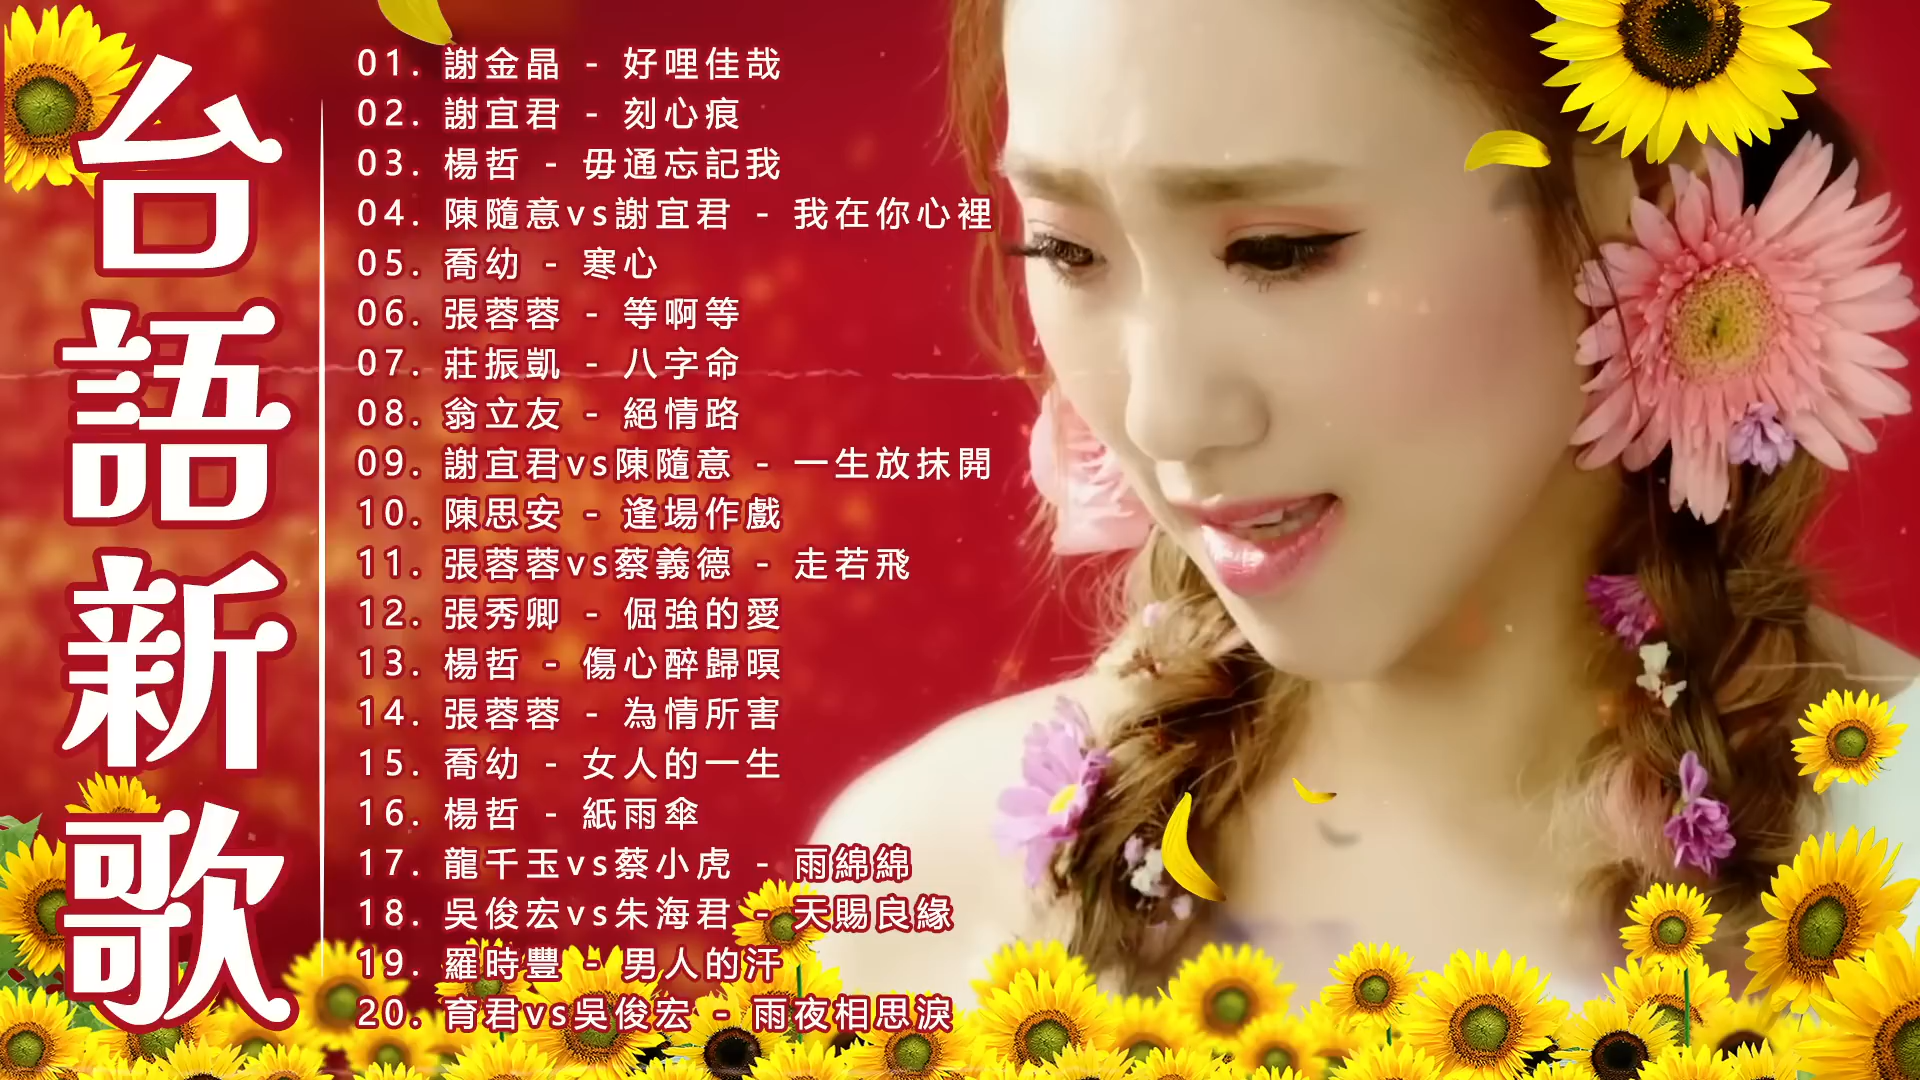 台語新歌
01. 謝金晶 - 好哩佳哉
02. 謝宜君 - 刻心痕
03. 楊哲 - 毋通忘記我
04. 陳隨意vs謝宜君 - 我在你心裡
05. 喬幼 - 寒心
06. 張蓉蓉 - 等啊等
07. 莊振凱 - 八字命
08. 翁立友 - 絕情路
09. 謝宜君vs陳隨意 - 一生放抹開
10. 陳思安 - 逢場作戲
11. 張蓉蓉vs蔡義德 - 走若飛
12. 張秀卿 - 倔強的愛
13. 楊哲 - 傷心醉歸暝
14. 張蓉蓉 - 為情所害
15. 喬幼 - 女人的一生
16. 楊哲 - 紙雨傘
17. 龍千玉vs蔡小虎 - 雨綿綿
18. 吳俊宏vs朱海君 - 天賜良緣
19. 羅時豐 - 男人的汗
20. 育君vs吳俊宏 - 雨夜相思淚